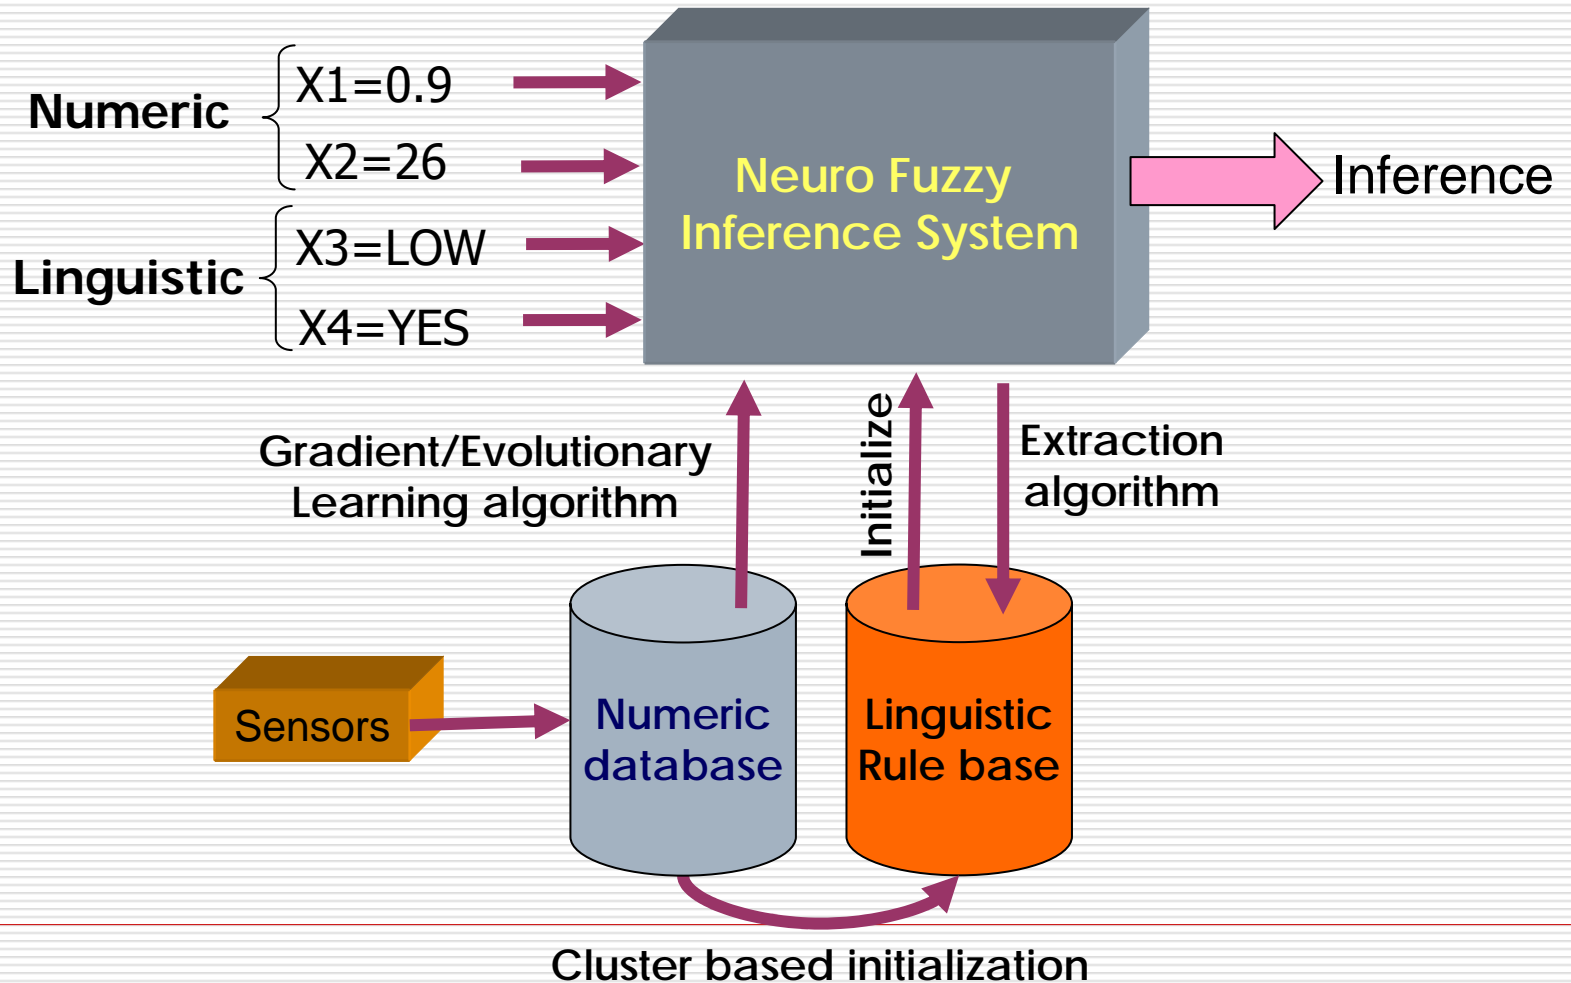 Numeric
X1=0.9
X2=26
Linguistic
X3=LOW
X4=YES
Neuro Fuzzy
Inference System
Inference
Gradient/Evolutionary
Learning algorithm
Initialize
Extraction
algorithm
Sensors
Numeric
database
Linguistic
Rule base
Cluster based initialization